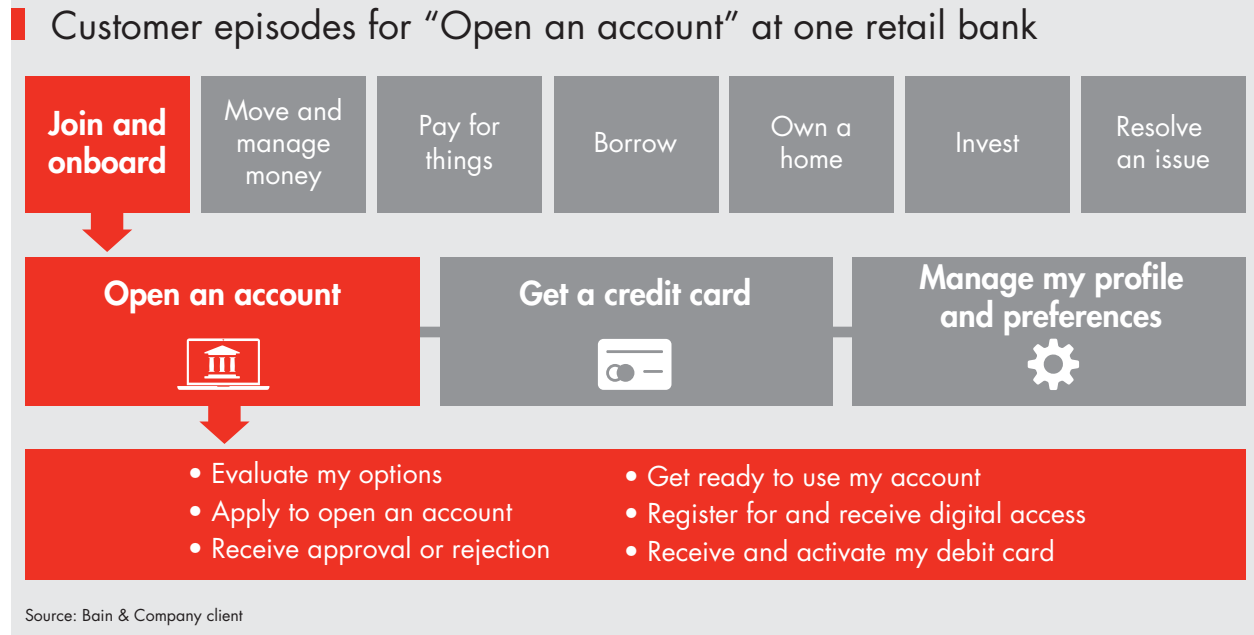 Customer episodes for “Open an account” at one retail bank
Join and
onboard
Move and
manage
money
Pay for
things
Borrow
Own a
home
Invest
Resolve
an issue
Open an account
Get a credit card
Manage my profile
and preferences
• Evaluate my options
• Apply to open an account
• Receive approval or rejection
• Get ready to use my account
• Register for and receive digital access
• Receive and activate my debit card
Source: Bain & Company client